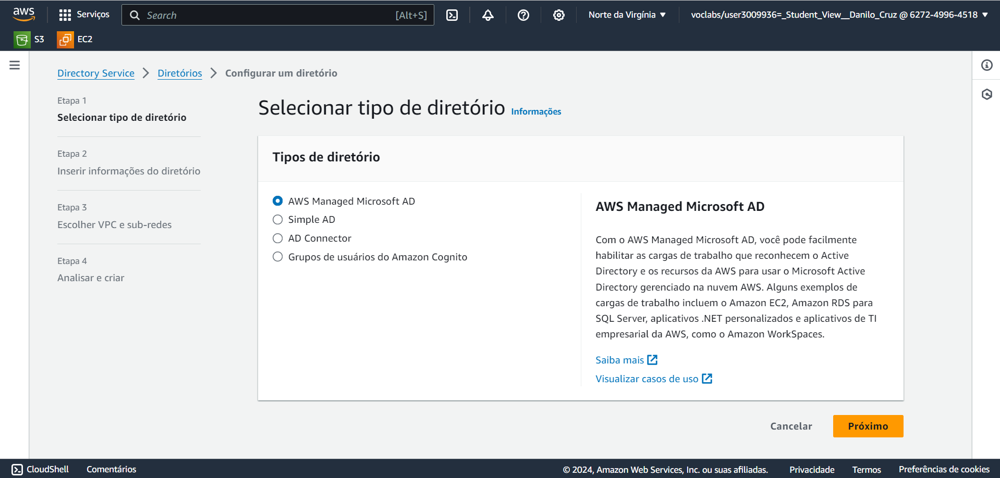 aws
Serviços
Search
[Alt+S]
Norte da Virgínia
voclabs/user3009936=_Student_View__Danilo_Cruz @ 6272-4996-4518
S3
EC2
Directory Service
Diretórios
Configurar um diretório
Etapa 1
Selecionar tipo de diretório
Etapa 2
Inserir informações do diretório
Etapa 3
Escolher VPC e sub-redes
Etapa 4
Analisar e criar
Selecionar tipo de diretório
Informações
Tipos de diretório
AWS Managed Microsoft AD
Simple AD
AD Connector
Grupos de usuários do Amazon Cognito
AWS Managed Microsoft AD
Com o AWS Managed Microsoft AD, você pode facilmente
habilitar as cargas de trabalho que reconhecem o Active
Directory e os recursos da AWS para usar o Microsoft Active
Directory gerenciado na nuvem AWS. Alguns exemplos de
cargas de trabalho incluem o Amazon EC2, Amazon RDS para
SQL Server, aplicativos .NET personalizados e aplicativos de TI
empresarial da AWS, como o Amazon WorkSpaces.
Saiba mais
Visualizar casos de uso
Cancelar
Próximo
CloudShell
Comentários
© 2024, Amazon Web Services, Inc. ou suas afiliadas.
Privacidade
Termos
Preferências de cookies